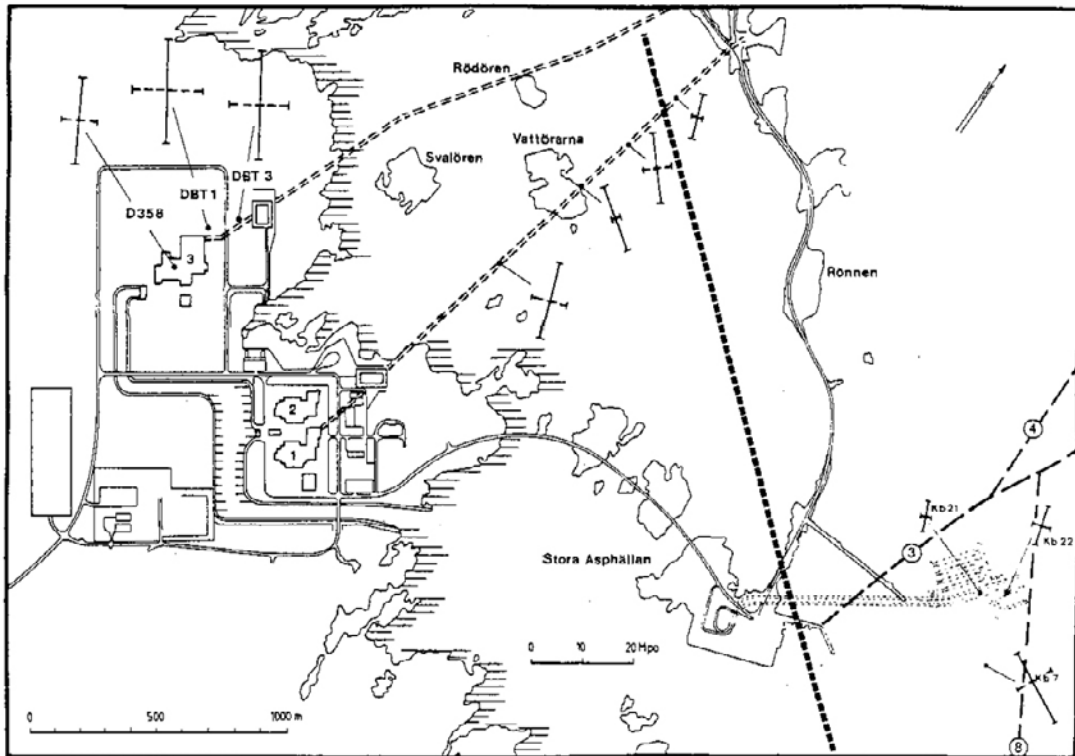 Rödören
Vattörarna
Svalören
DBT 3
DBT 1
D358
3
Rönnen
2
1
4
Kb 21
Kb 22
3
Stora Asphällan
0 10 20 Mpa
Kb 7
0 500 1000 m
8